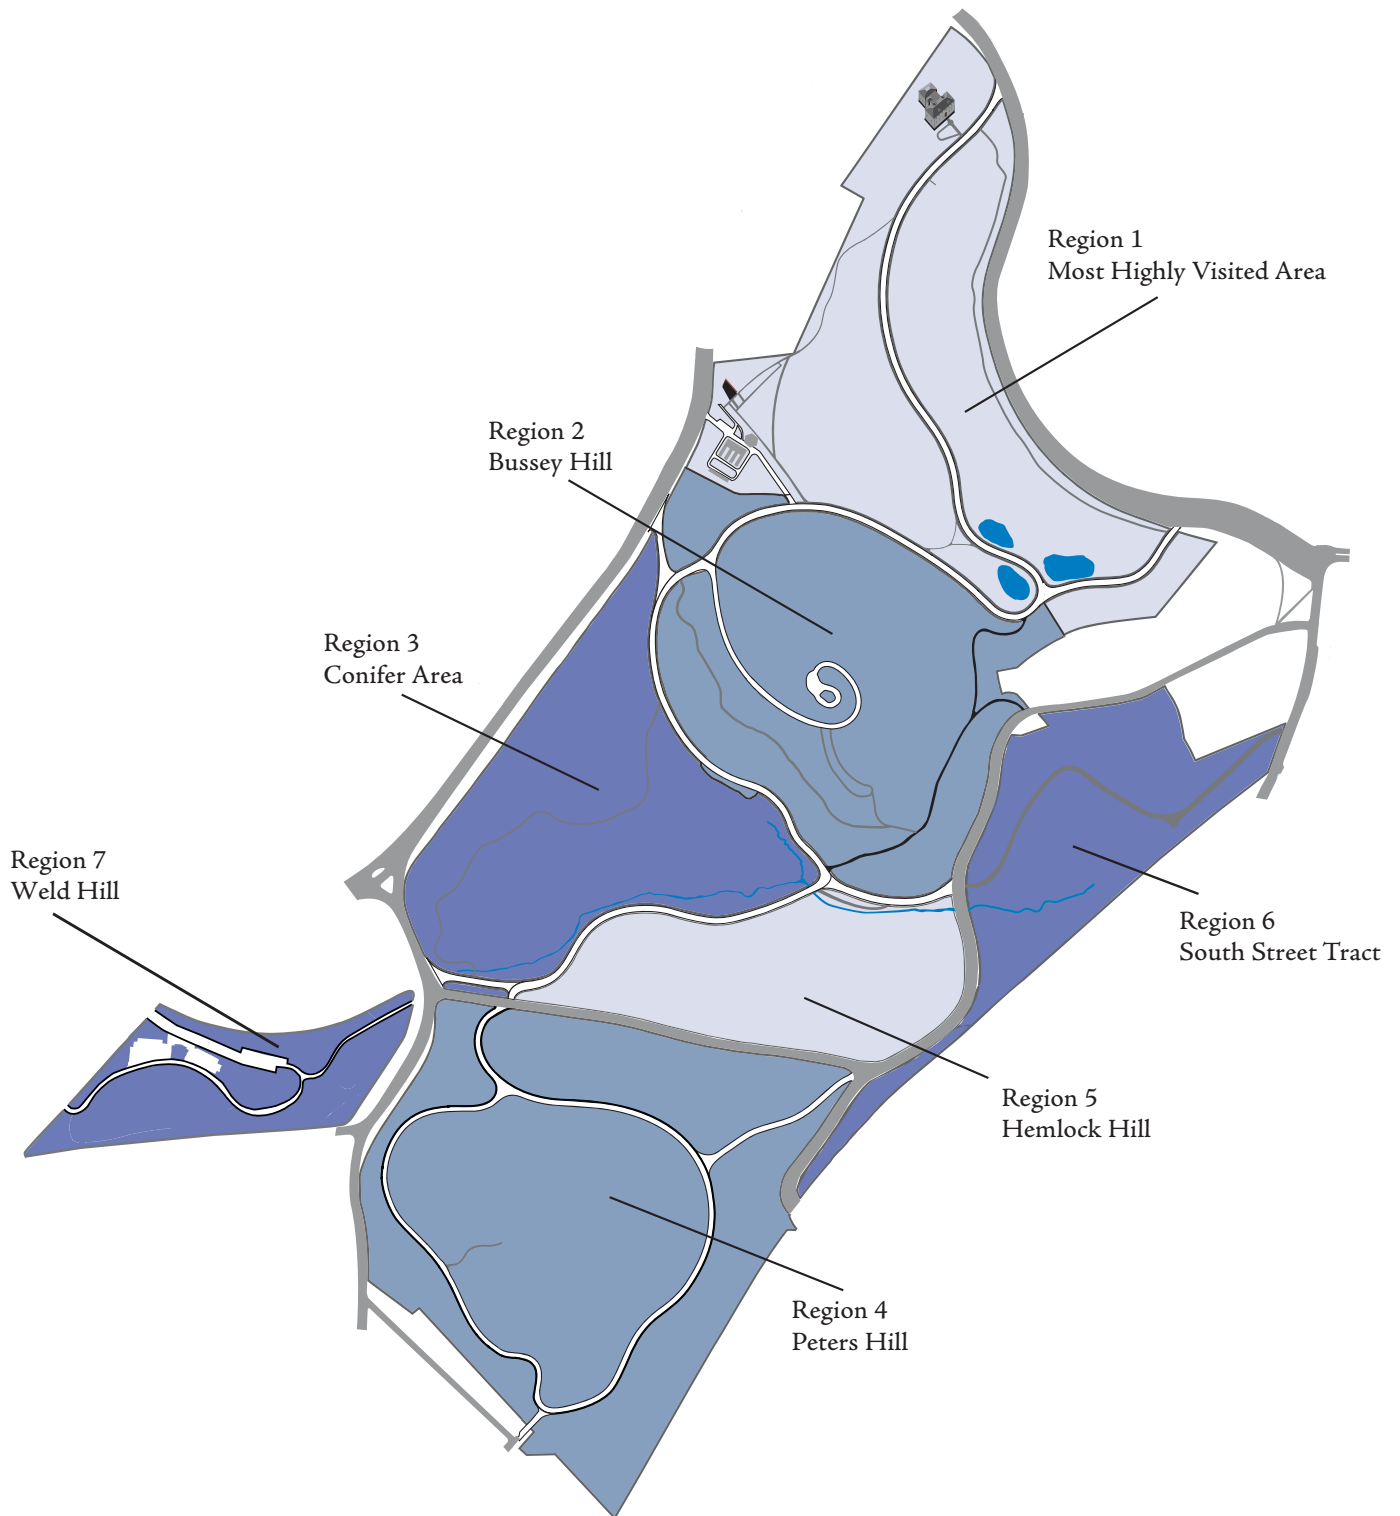 Region 1
Most Highly Visited Area
Region 2
Bussey Hill
Region 3
Conifer Area
Region 7
Weld Hill
Region 6
South Street Tract
Region 5
Hemlock Hill
Region 4
Peters Hill